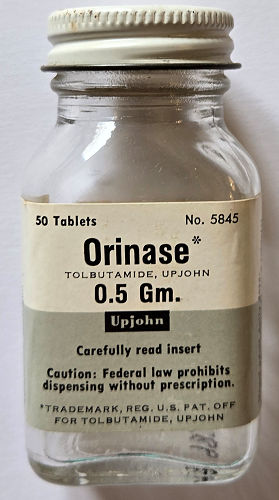 50 Tablets No. 5845
Orinase*
TOLBUTAMIDE, UPJOHN
0.5 Gm.
Upjohn
Carefully read insert
Caution: Federal law prohibits
dispensing without prescription.
*TRADEMARK, REG. U.S. PAT. OFF
FOR TOLBUTAMIDE, UPJOHN